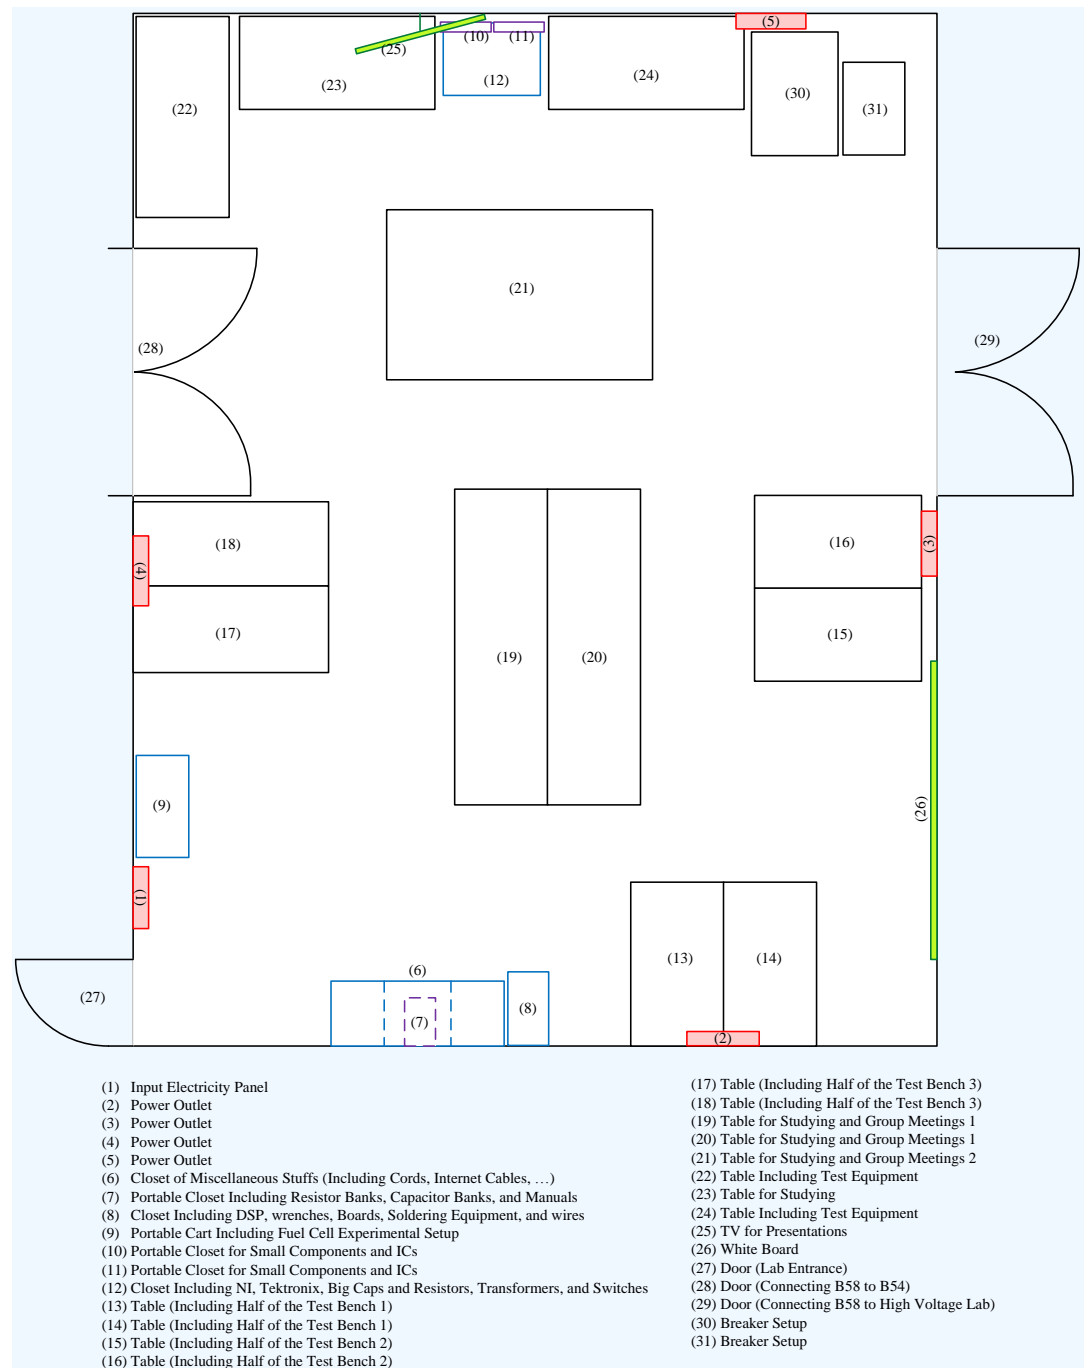 (5)
(10)
(11)
(25)
(12)
(24)
(23)
(30)
(22)
(31)
(21)
(29)
(28)
(18)
(16)
(3)
(4)
(17)
(15)
(19)
(20)
(9)
(26)
(1)
(13)
(14)
(6)
(27)
(8)
(7)
(2)
(1) Input Electricity Panel
(2) Power Outlet
(3) Power Outlet
(4) Power Outlet
(5) Power Outlet
(6) Closet of Miscellaneous Stuffs (Including Cords, Internet Cables, …)
(7) Portable Closet Including Resistor Banks, Capacitor Banks, and Manuals
(8) Closet Including DSP, wrenches, Boards, Soldering Equipment, and wires
(9) Portable Cart Including Fuel Cell Experimental Setup
(10) Portable Closet for Small Components and ICs
(11) Portable Closet for Small Components and ICs
(12) Closet Including NI, Tektronix, Big Caps and Resistors, Transformers, and Switches
(13) Table (Including Half of the Test Bench 1)
(14) Table (Including Half of the Test Bench 1)
(15) Table (Including Half of the Test Bench 2)
(16) Table (Including Half of the Test Bench 2)
(17) Table (Including Half of the Test Bench 3)
(18) Table (Including Half of the Test Bench 3)
(19) Table for Studying and Group Meetings 1
(20) Table for Studying and Group Meetings 1
(21) Table for Studying and Group Meetings 2
(22) Table Including Test Equipment
(23) Table for Studying
(24) Table Including Test Equipment
(25) TV for Presentations
(26) White Board
(27) Door (Lab Entrance)
(28) Door (Connecting B58 to B54)
(29) Door (Connecting B58 to High Voltage Lab)
(30) Breaker Setup
(31) Breaker Setup